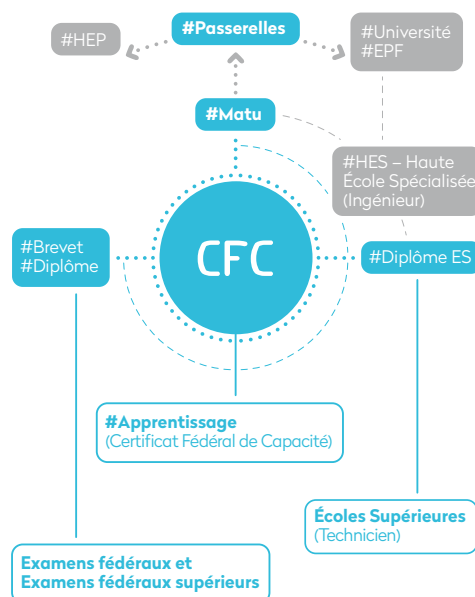 #HEP
#Passerelles
#Université
#EPF
#Matu
#HES – Haute
École Spécialisée
(Ingénieur)
#Brevet
#Diplôme
CFC
#Diplôme ES
#Apprentissage
(Certificat Fédéral de Capacité)
Écoles Supérieures
(Technicien)
Examens fédéraux et
Examens fédéraux supérieurs